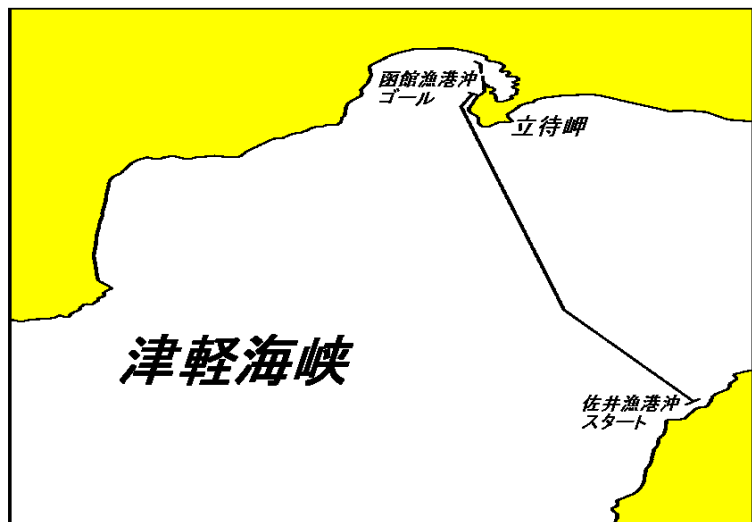 函館漁港沖
ゴール
立待岬
津軽海峡
佐井漁港沖
スタート